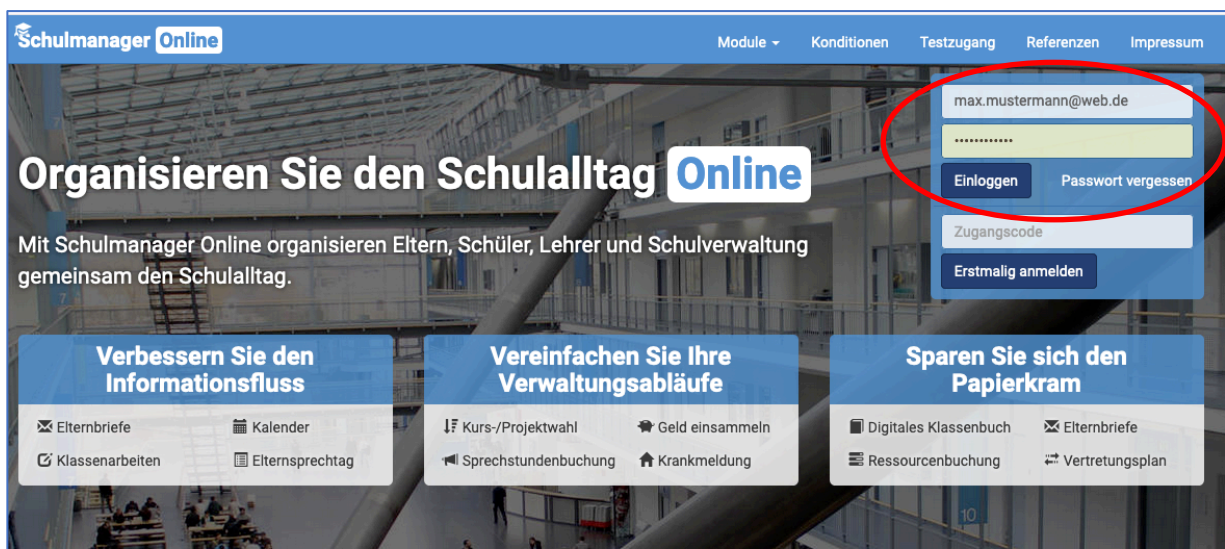 Schulmanager Online
Module Konditionen Testzugang Referenzen Impressum
max.mustermann@web.de
••••••••••••
Einloggen Passwort vergessen
Zugangscode
Erstmalig anmelden
Organisieren Sie den Schulalltag Online
Mit Schulmanager Online organisieren Eltern, Schüler, Lehrer und Schulverwaltung
gemeinsam den Schulalltag.
Verbessern Sie den
Informationsfluss
Elternbriefe Kalender
Klassenarbeiten Elternsprechtag
Vereinfachen Sie Ihre
Verwaltungsabläufe
Kurs-/Projektwahl Geld einsammeln
Sprechstundenbuchung Krankmeldung
Sparen Sie sich den
Papierkram
Digitales Klassenbuch Elternbriefe
Ressourcenbuchung Vertretungsplan
7
7
10